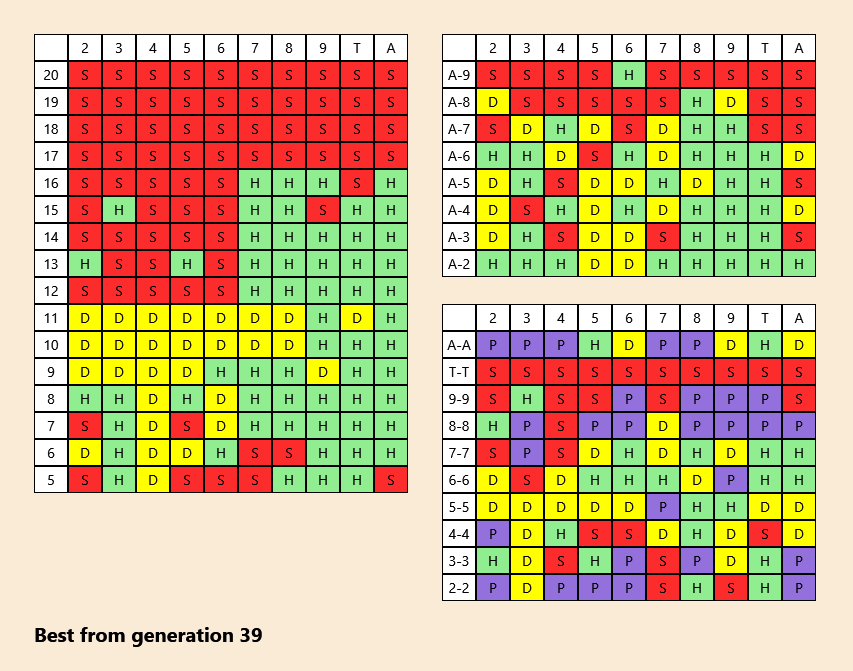 2 3 4 5 6 7 8 9 T A
20 S S S S S S S S S S
19 S S S S S S S S S S
18 S S S S S S S S S S
17 S S S S S S S S S S
16 S S S S S H H H S H
15 S H S S S H H S H H
14 S S S S S H H H H H
13 H S S H S H H H H H
12 S S S S S H H H H H
11 D D D D D D D H D H
10 D D D D D D D H H H
9 D D D D H H H D H H
8 H H D H D H H H H H
7 S H D S D H H H H H
6 D H D D H S S H H H
5 S H D S S S H H H S
2 3 4 5 6 7 8 9 T A
A-9 S S S S H S S S S S
A-8 D S S S S S H D S S
A-7 S D H D S D H H S S
A-6 H H D S H D H H H D
A-5 D H S D D H D H H S
A-4 D S H D H D H H H D
A-3 D H S D D S H H H S
A-2 H H H D D H H H H H
2 3 4 5 6 7 8 9 T A
A-A P P P H D P P D H D
T-T S S S S S S S S S S
9-9 S H S S P S P P P S
8-8 H P S P P D P P P P
7-7 S P S D H D H D H H
6-6 D S D H H H D P H H
5-5 D D D D D P H H D D
4-4 P D H S S D H D S D
3-3 H D S H P S P D H P
2-2 P D P P P S H S H P
Best from generation 39